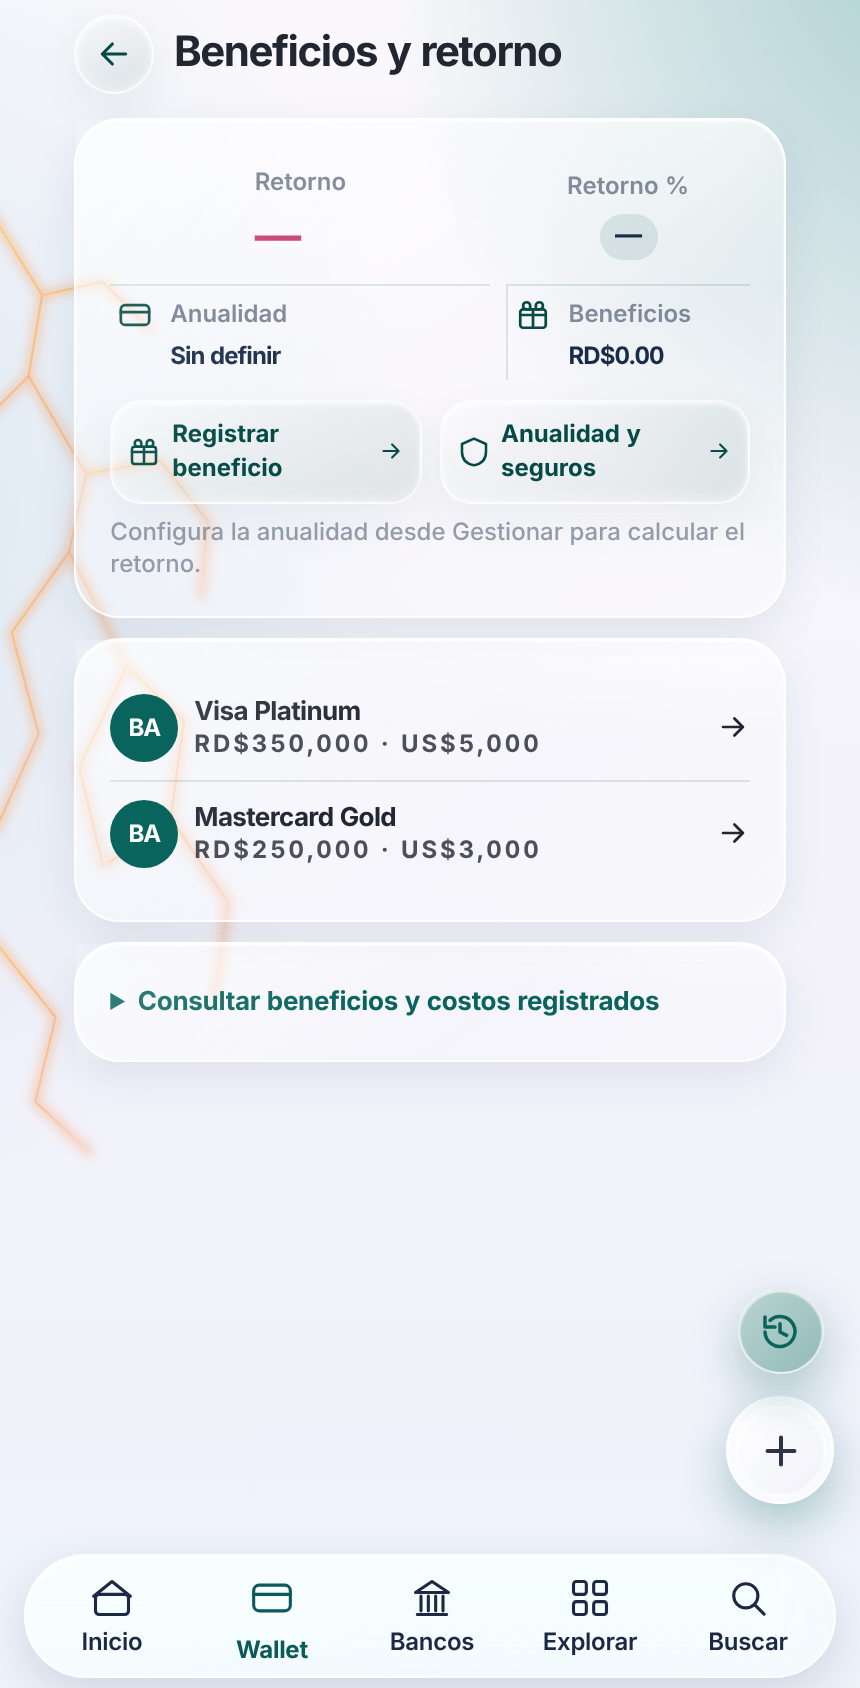 Beneficios y retorno
Retorno
Retorno %
—
—
Anualidad
Sin definir
Beneficios
RD$0.00
Registrar
beneficio
Anualidad y
seguros
Configura la anualidad desde Gestionar para calcular el
retorno.
BA
Visa Platinum
RD$350,000 · US$5,000
BA
Mastercard Gold
RD$250,000 · US$3,000
Consultar beneficios y costos registrados
Inicio
Wallet
Bancos
Explorar
Buscar